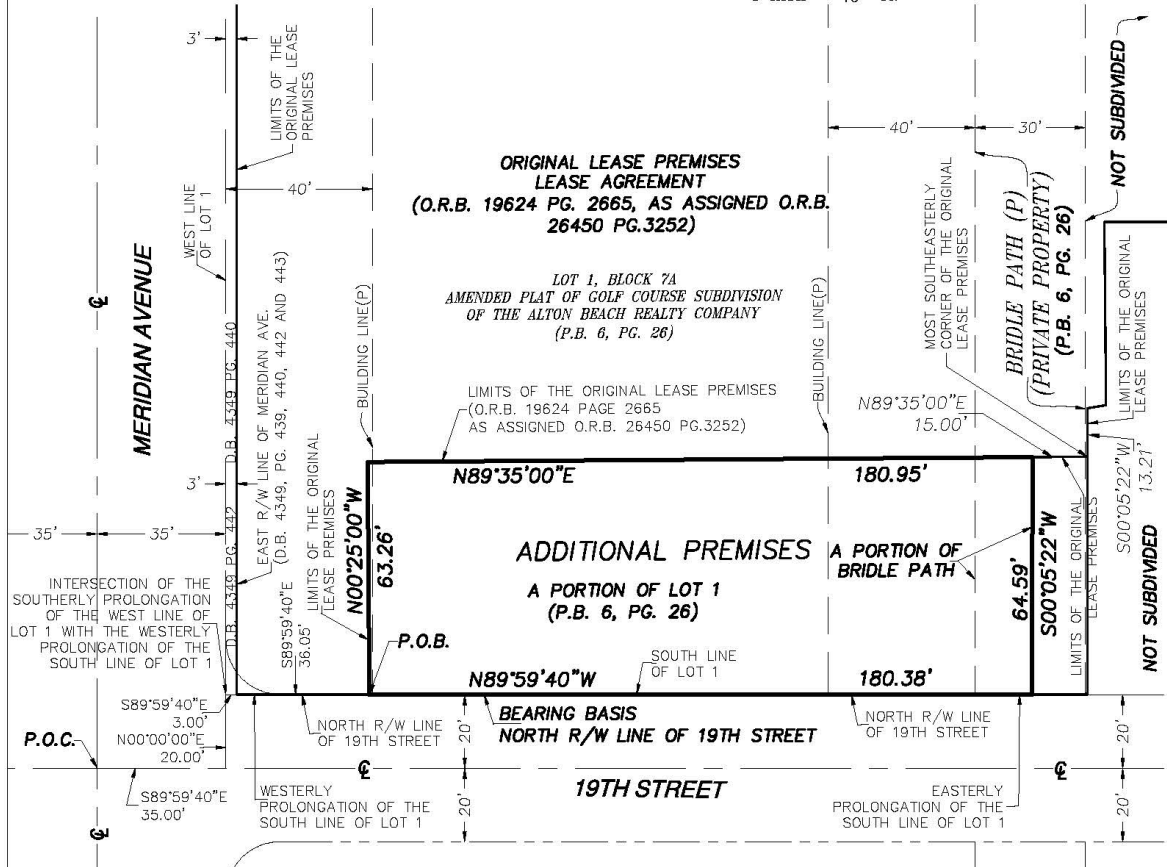 3'
LIMITS OF THE
ORIGINAL LEASE
PREMISES
NOT SUBDIVIDED
40'
30'
ORIGINAL LEASE PREMISES
LEASE AGREEMENT
(O.R.B. 19624 PG. 2665, AS ASSIGNED O.R.B.
26450 PG.3252)
40'
WEST LINE
OF LOT 1
MERIDIAN AVENUE
LOT 1, BLOCK 7A
AMENDED PLAT OF GOLF COURSE SUBDIVISION
OF THE ALTON BEACH REALTY COMPANY
(P.B. 6, PG. 26)
BUILDING LINE(P)
BUILDING LINE(P)
MOST SOUTHEASTERLY
CORNER OF THE ORIGINAL
LEASE PREMISES
BRIDLE PATH (P)
(PRIVATE PROPERTY)
(P.B. 6, PG. 26)
LIMITS OF THE ORIGINAL
LEASE PREMISES
D.B. 4349 PG. 440
EAST R/W LINE OF MERIDIAN AVE.
(D.B. 4349, PG. 439, 440, 442 AND 443)
LIMITS OF THE ORIGINAL LEASE PREMISES
(O.R.B. 19624 PAGE 2665
AS ASSIGNED O.R.B. 26450 PG.3252)
N89°35'00"E
15.00'
S00°05'22"W
13.21'
N89°35'00"E
180.95'
3'
35'
35'
D.B. 4349 PG. 442
LIMITS OF THE ORIGINAL
LEASE PREMISES
N00°25'00"W
63.26'
ADDITIONAL PREMISES
A PORTION OF LOT 1
(P.B. 6, PG. 26)
A PORTION OF
BRIDLE PATH
64.59'
S00°05'22"W
LIMITS OF THE ORIGINAL
LEASE PREMISES
NOT SUBDIVIDED
INTERSECTION OF THE
SOUTHERLY PROLONGATION
OF THE WEST LINE OF
LOT 1 WITH THE WESTERLY
PROLONGATION OF THE
SOUTH LINE OF LOT 1
S89°59'40"E
36.05'
P.O.B.
SOUTH LINE
OF LOT 1
N89°59'40"W
180.38'
S89°59'40"E
3.00'
N00°00'00"E
20.00'
P.O.C.
NORTH R/W LINE
OF 19TH STREET
20'
BEARING BASIS
NORTH R/W LINE OF 19TH STREET
NORTH R/W LINE
OF 19TH STREET
20'
S89°59'40"E
35.00'
WESTERLY
PROLONGATION OF THE
SOUTH LINE OF LOT 1
20'
19TH STREET
EASTERLY
PROLONGATION OF THE
SOUTH LINE OF LOT 1
20'